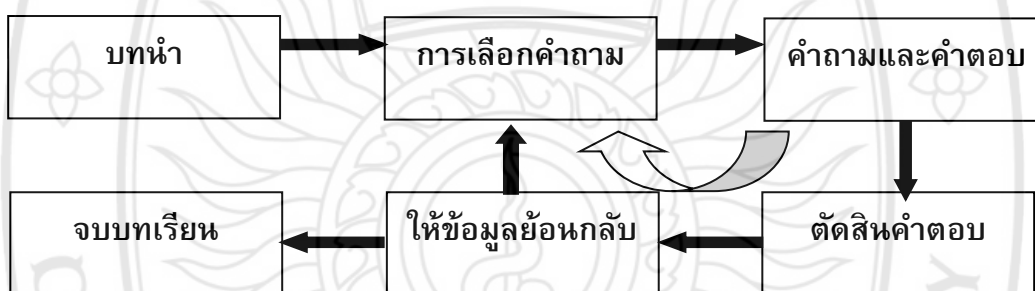 บทนำ
การเลือกคำถาม
คำถามและคำตอบ
จบบทเรียน
ให้ข้อมูลย้อนกลับ
ตัดสินคำตอบ